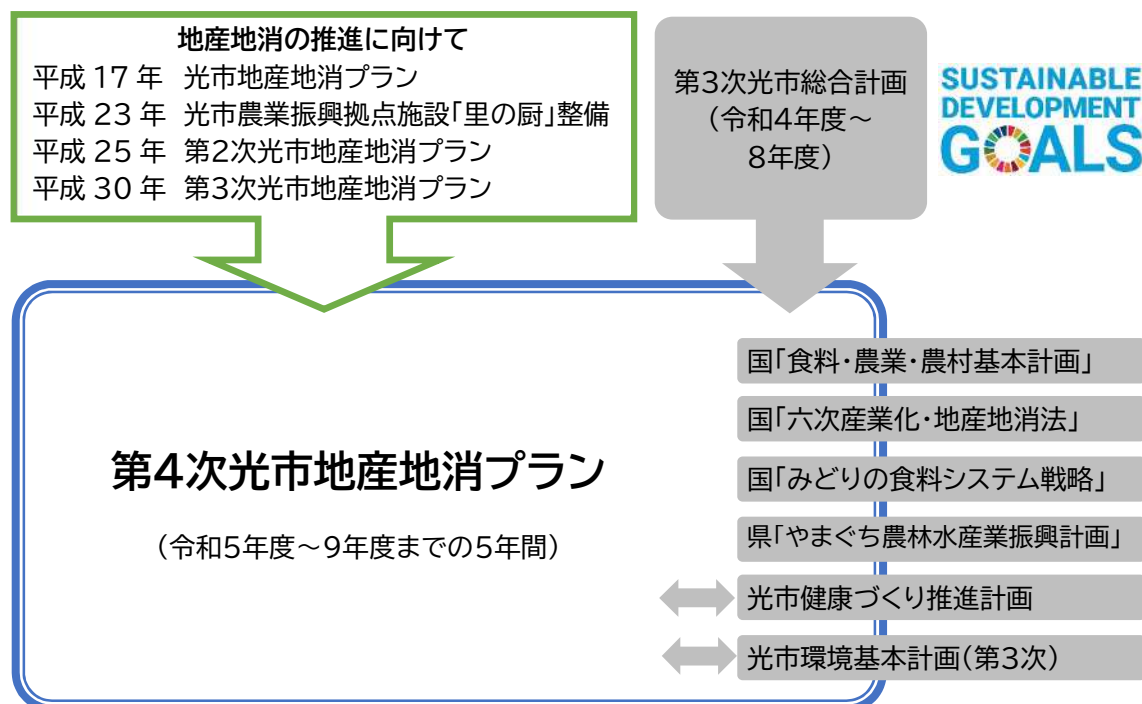 地産地消の推進に向けて
平成 17 年 光市地産地消プラン
平成 23 年 光市農業振興拠点施設「里の厨」整備
平成 25 年 第2次光市地産地消プラン
平成 30 年 第3次光市地産地消プラン
第3次光市総合計画
(令和4年度～
8年度)
SUSTAINABLE
DEVELOPMENT
GOALS
第4次光市地産地消プラン
(令和5年度～9年度までの5年間)
国「食料・農業・農村基本計画」
国「六次産業化・地産地消法」
国「みどりの食料システム戦略」
県「やまぐち農林水産業振興計画」
光市健康づくり推進計画
光市環境基本計画(第3次)